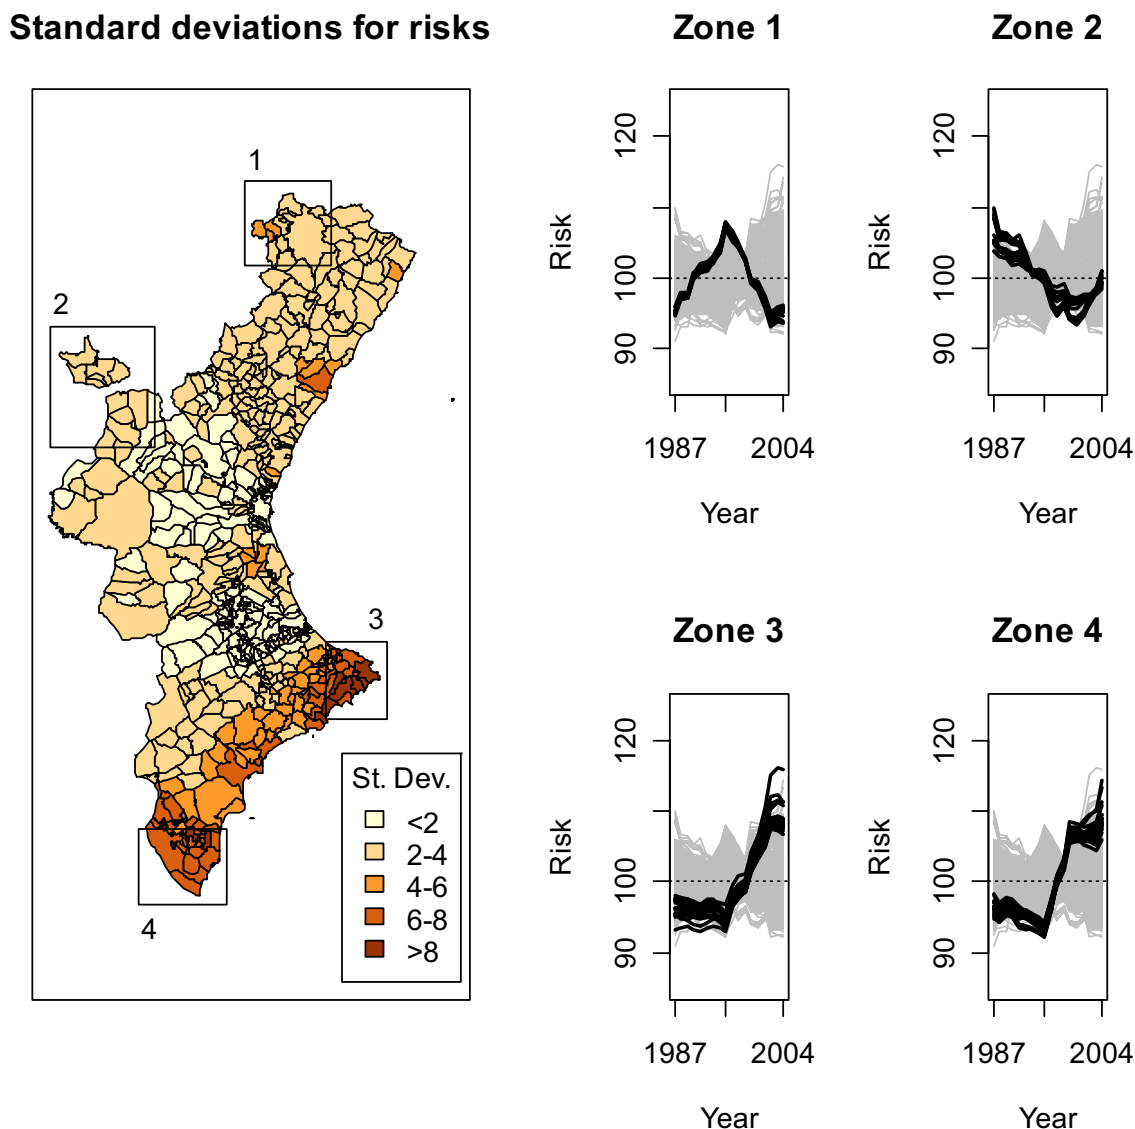 Standard deviations for risks
1
2
3
4
St. Dev.
<2
2-4
4-6
6-8
>8
Zone 1
Risk
120
100
90
1987 2004
Year
Zone 2
Risk
120
100
90
1987 2004
Year
Zone 3
Risk
120
100
90
1987 2004
Year
Zone 4
Risk
120
100
90
1987 2004
Year